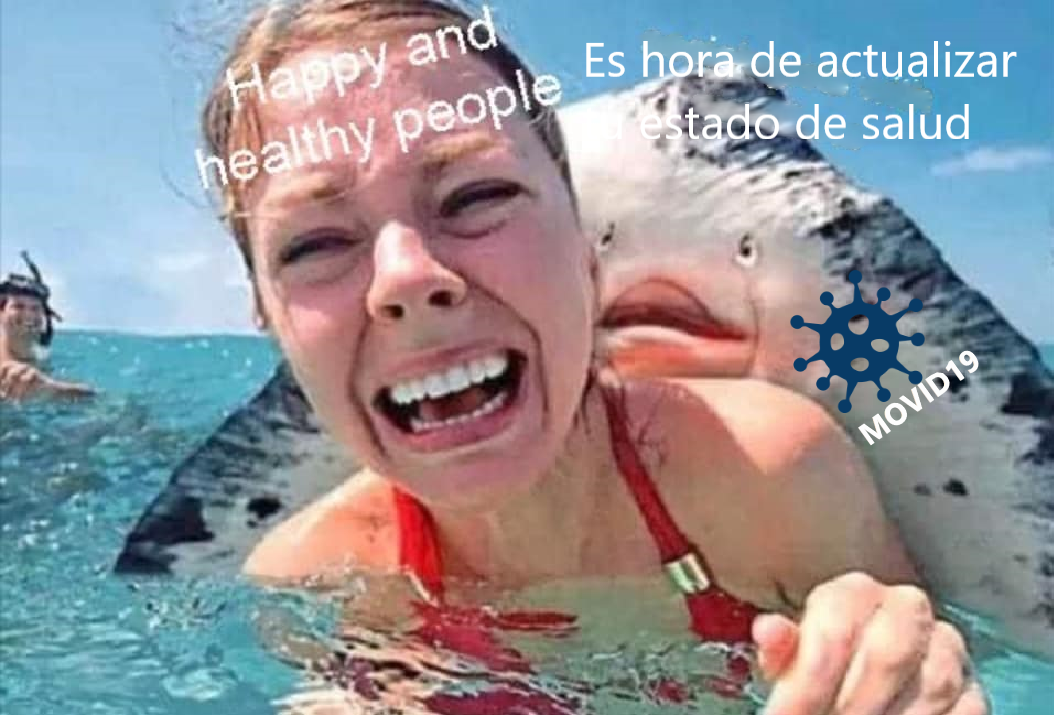 Happy and
healthy people
Es hora de actualizar
estado de salud
MOVID19